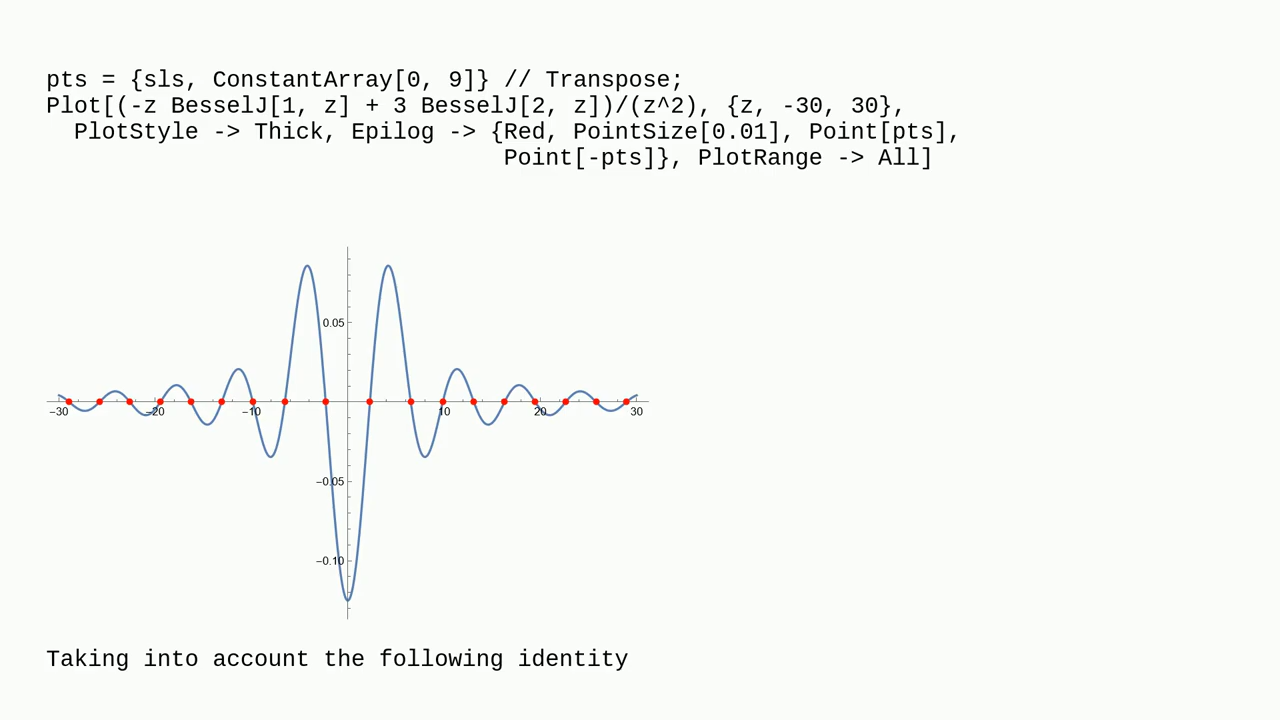 pts = {sls, ConstantArray[0, 9]} // Transpose;
Plot[(-z BesselJ[1, z] + 3 BesselJ[2, z])/(z^2), {z, -30, 30},
PlotStyle -> Thick, Epilog -> {Red, PointSize[0.01], Point[pts],
Point[-pts]}, PlotRange -> All]
0.05
−30 −20 −10 10 20 30
−0.05
−0.10
Taking into account the following identity